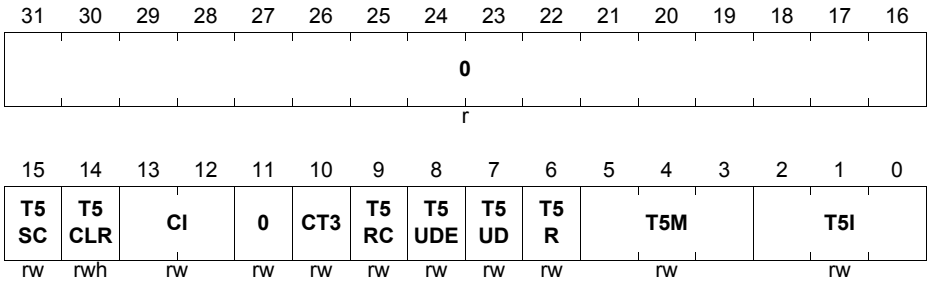 31 30 29 28 27 26 25 24 23 22 21 20 19 18 17 16
0
r
15 14 13 12 11 10 9 8 7 6 5 4 3 2 1 0
T5 SC T5 CLR CI 0 CT3 T5 RC T5 UDE T5 UD T5 R T5M T5I
rw rwh rw rw rw rw rw rw rw rw rw